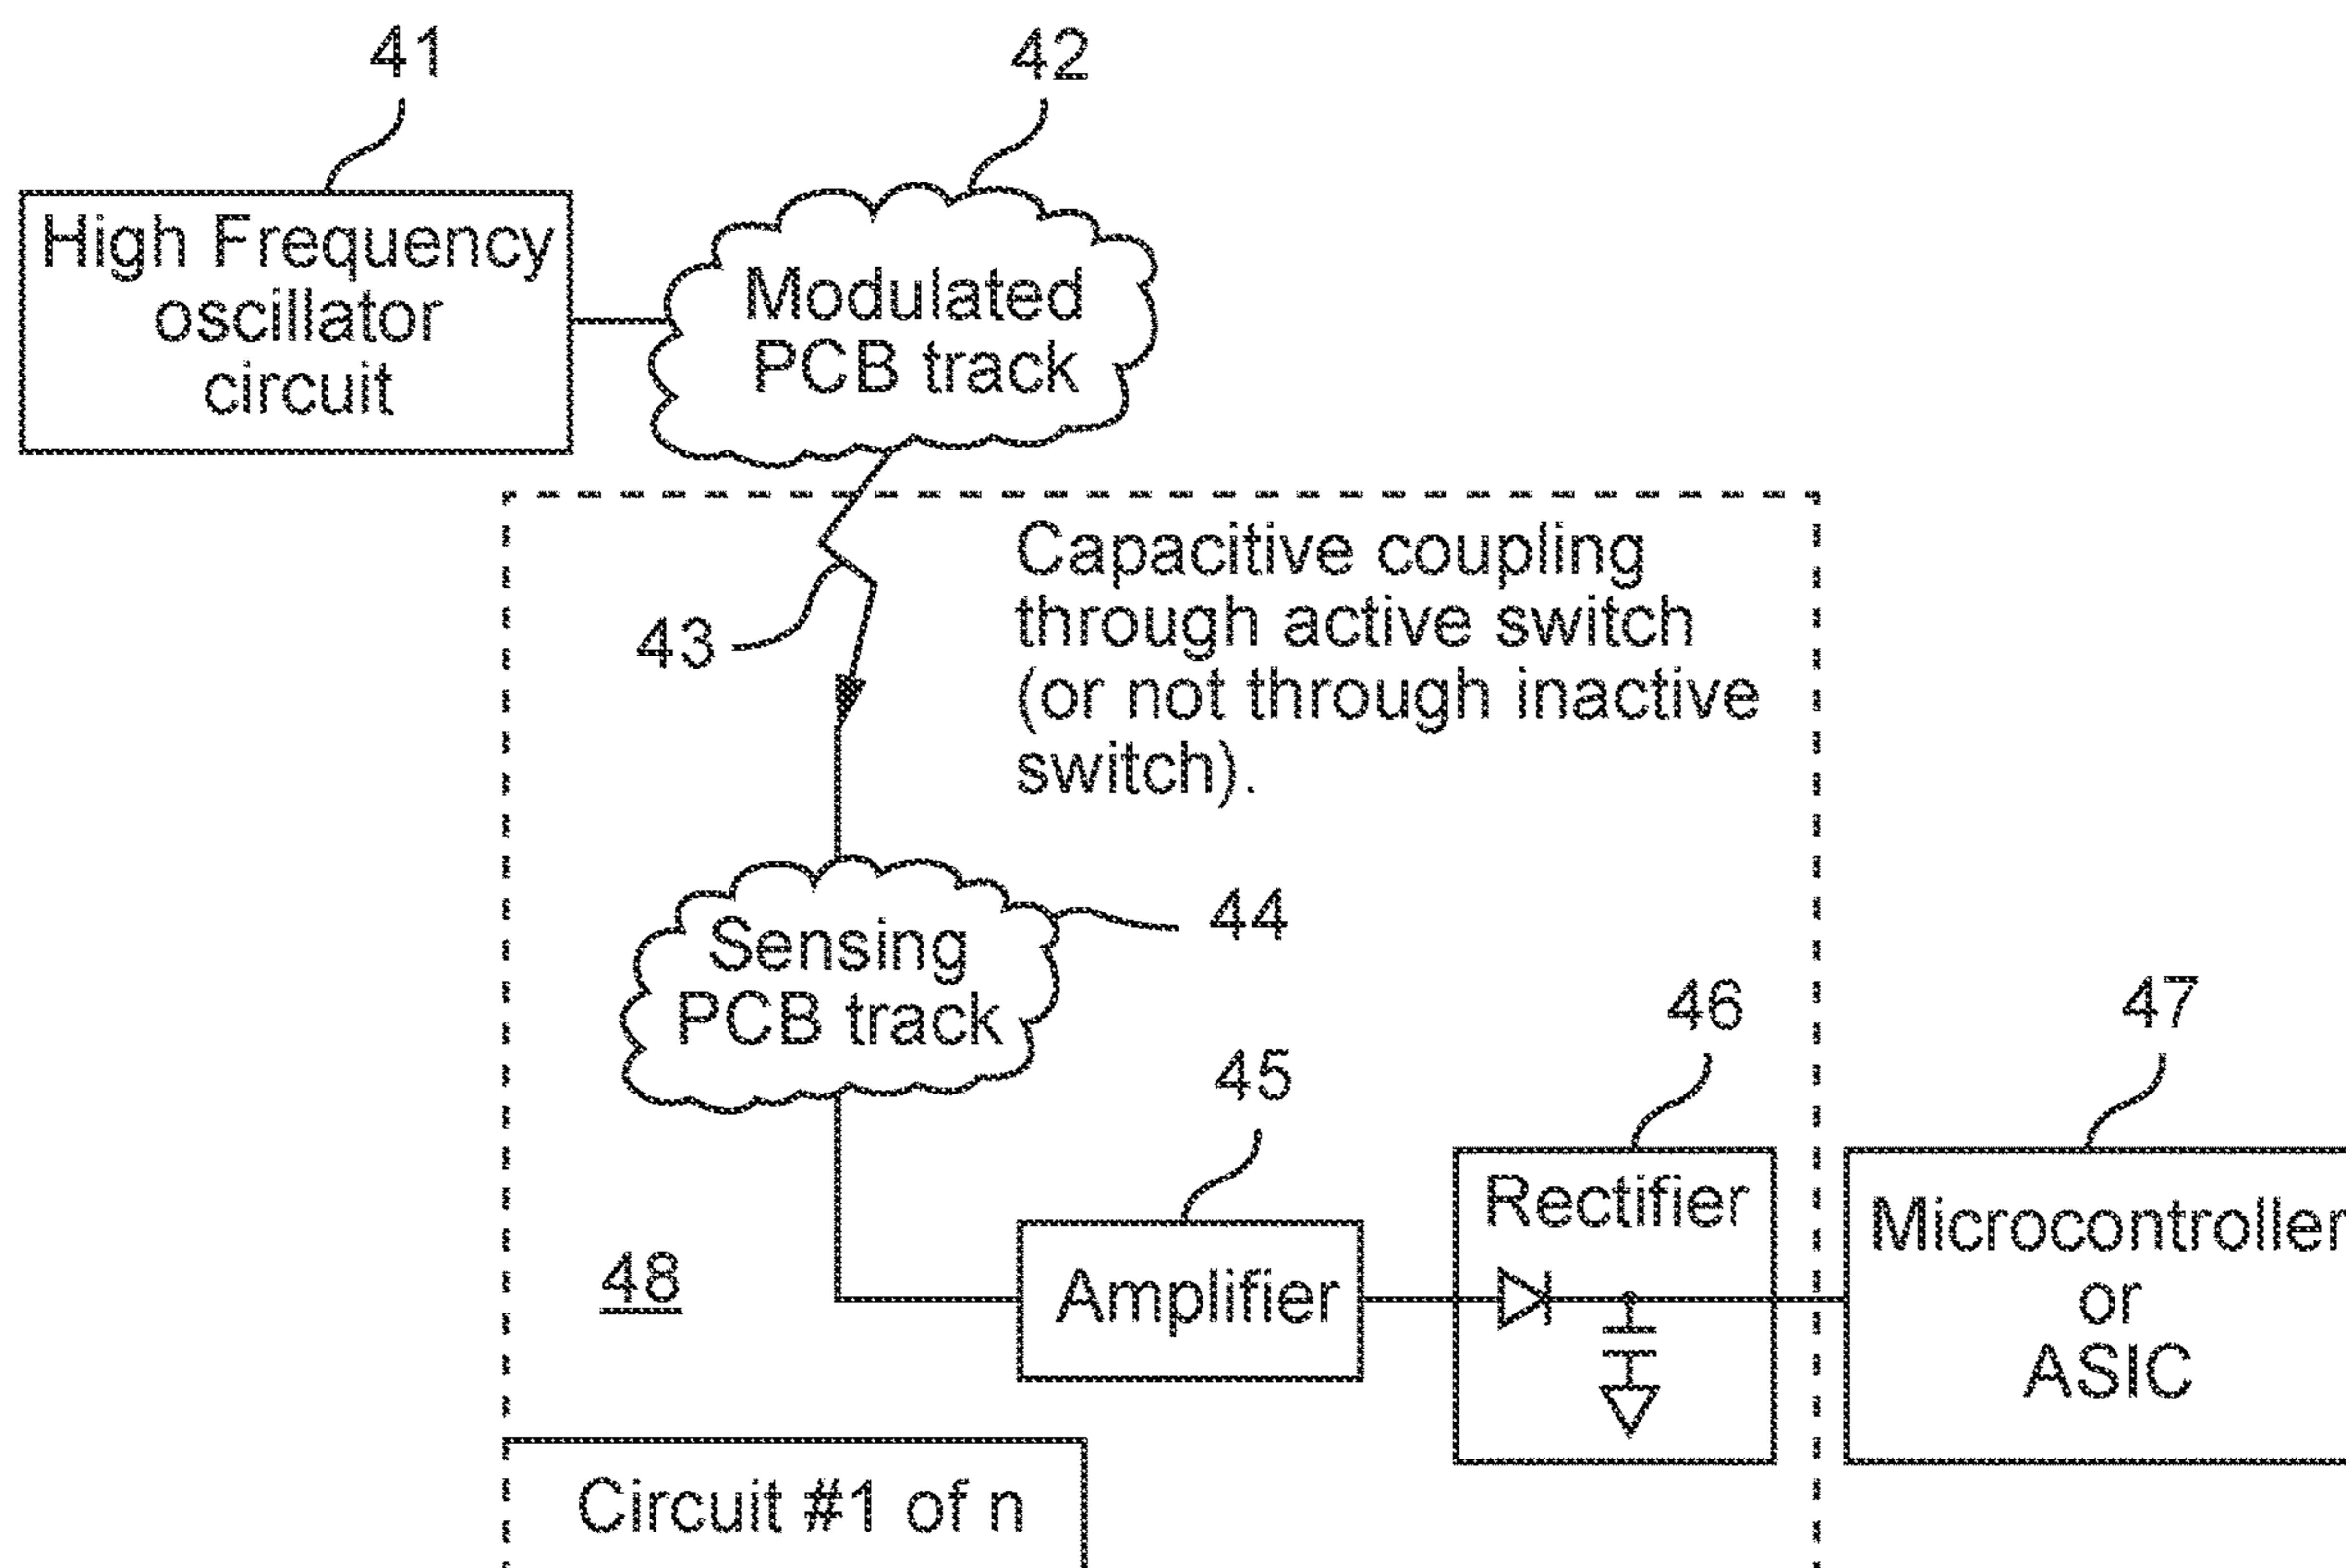 41
42
High Frequency
oscillator
circuit
Modulated
PCB track
Capacitive coupling
through active switch
(or not through inactive
switch).
43
44
Sensing
PCB track
45
46
47
Rectifier
Microcontroller
or
ASIC
Amplifier
48
Circuit #1 of n